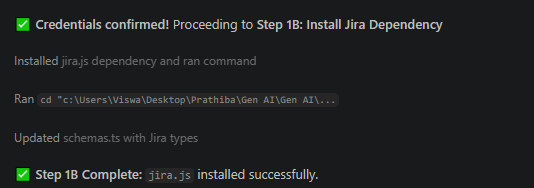 ✅ Credentials confirmed! Proceeding to Step 1B: Install Jira Dependency
Installed jira.js dependency and ran command
Ran cd "c:\Users\Viswa\Desktop\Prathiba\Gen AI\Gen AI\...
Updated schemas.ts with Jira types
✅ Step 1B Complete: jira.js installed successfully.